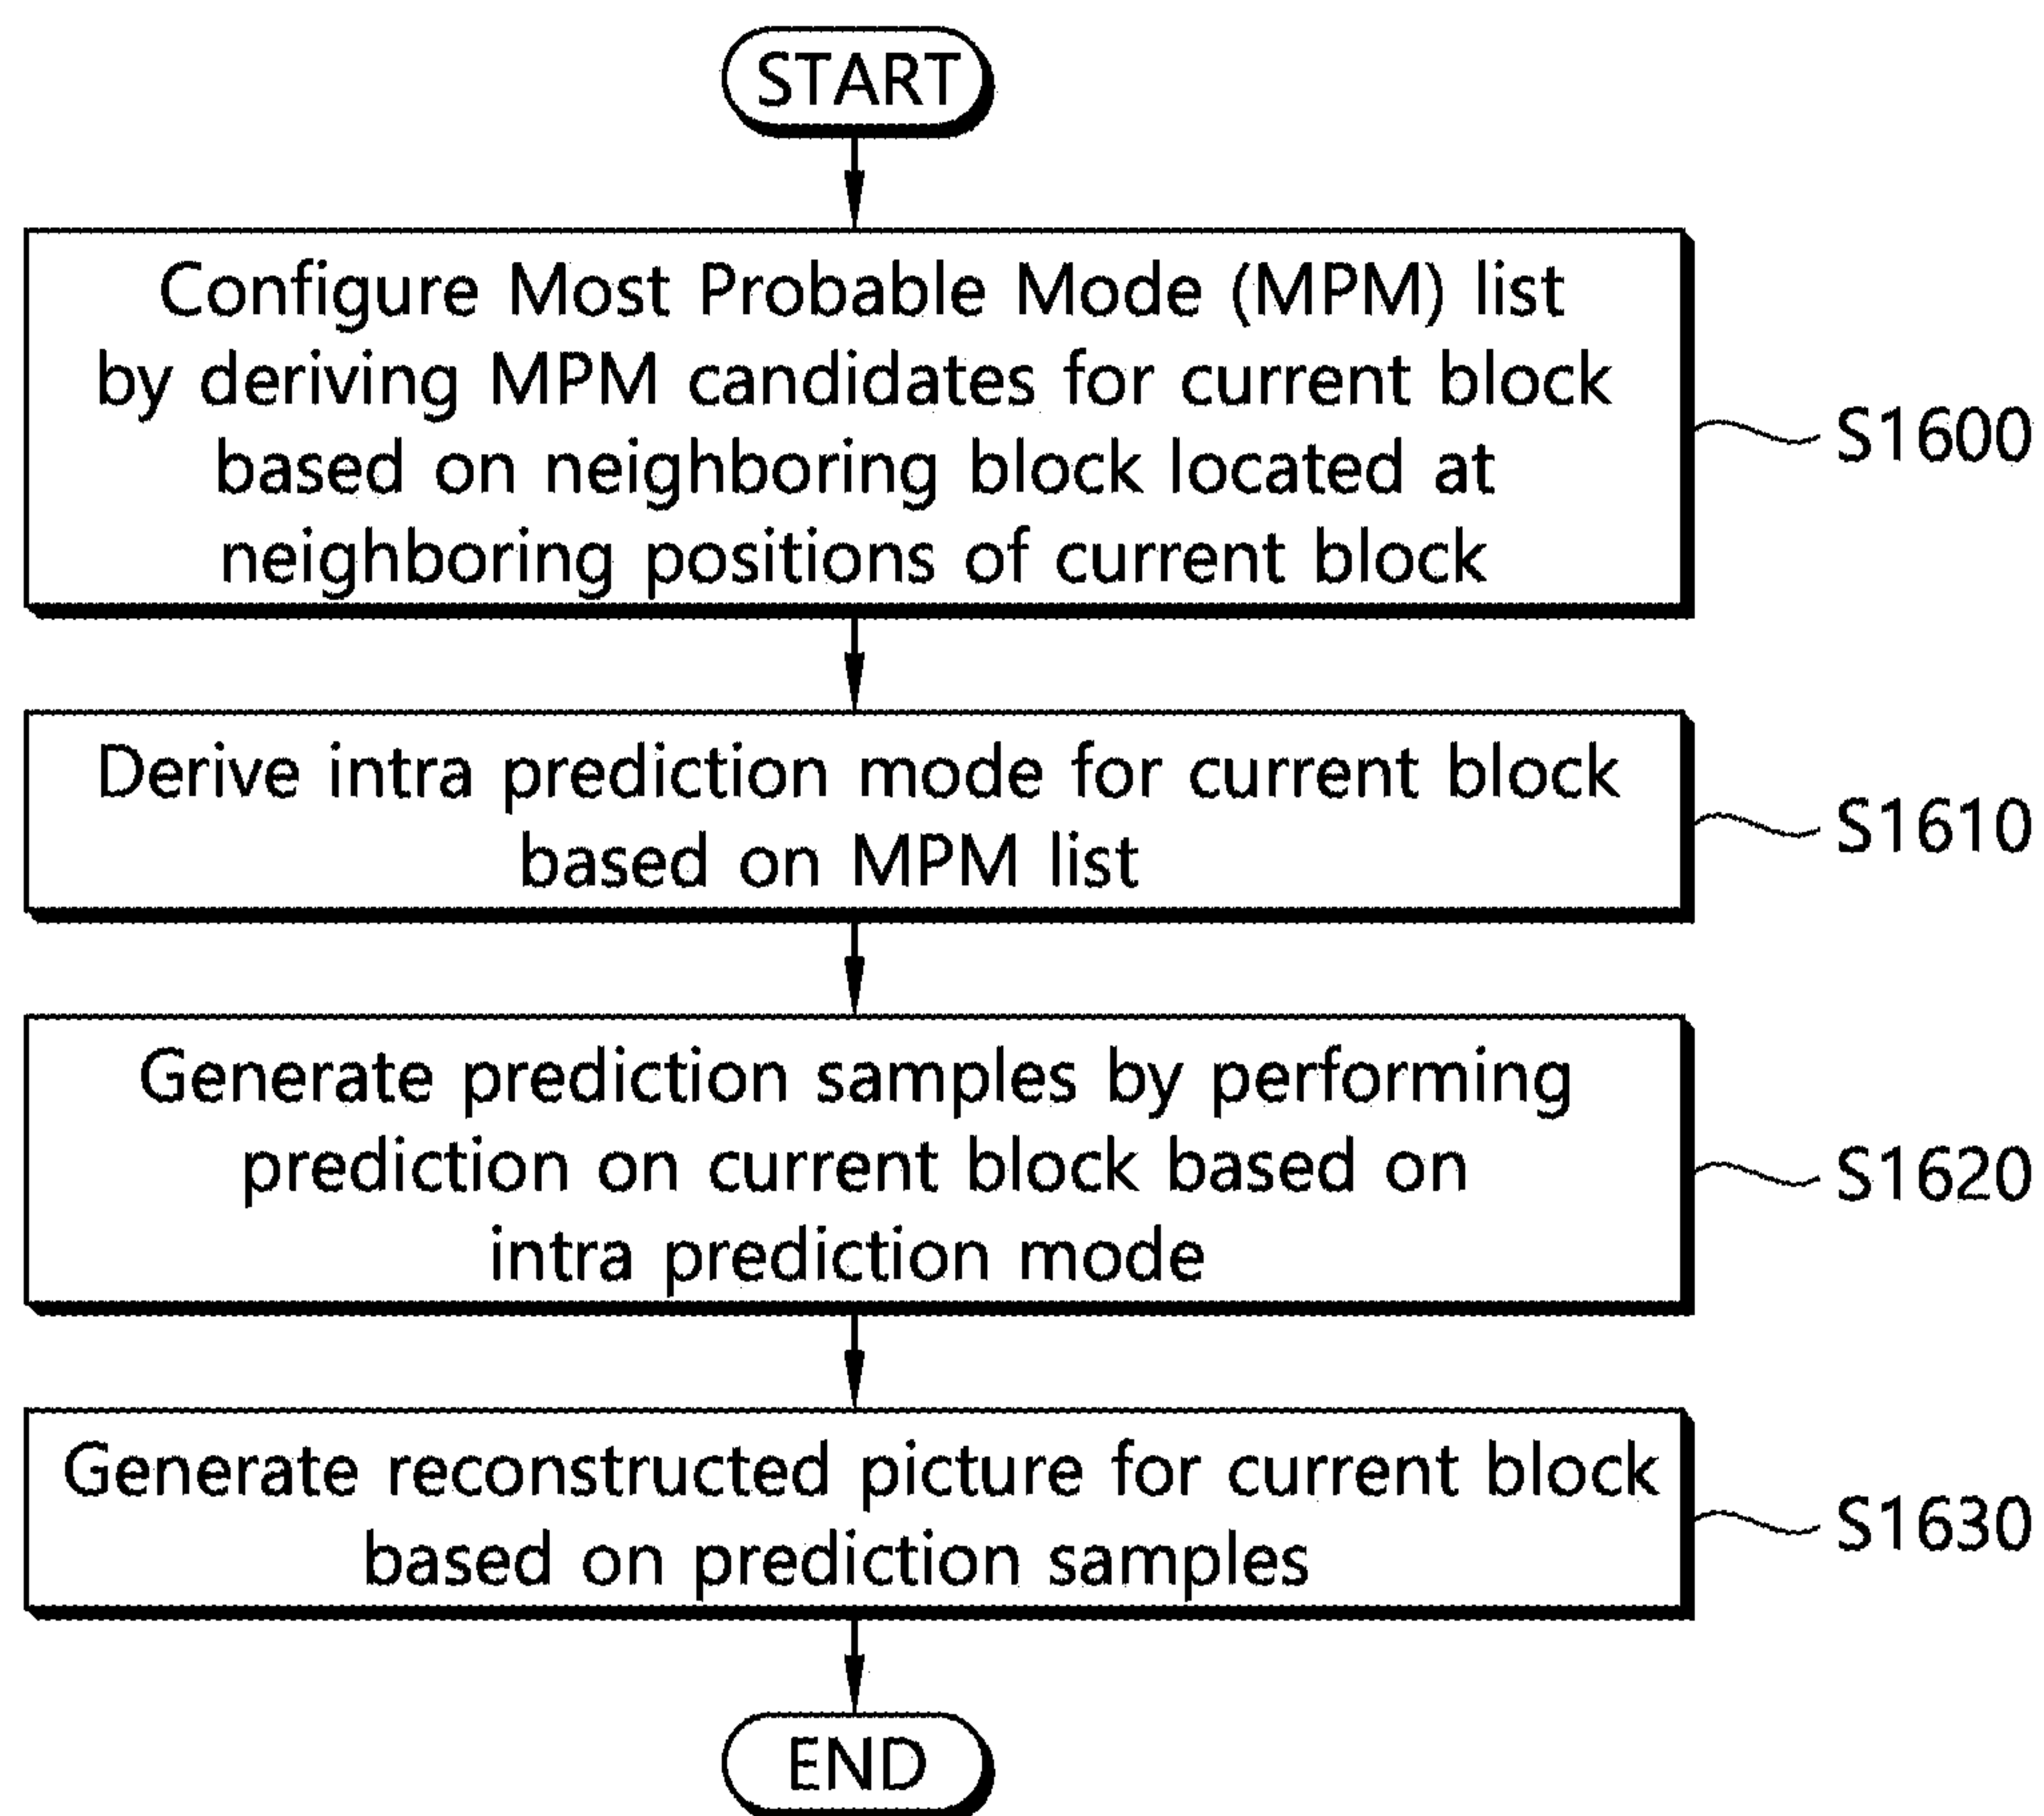 START
Configure Most Probable Mode (MPM) list
by deriving MPM candidates for current block
based on neighboring block located at
neighboring positions of current block
S1600
Derive intra prediction mode for current block
based on MPM list
S1610
Generate prediction samples by performing
prediction on current block based on
intra prediction mode
S1620
Generate reconstructed picture for current block
based on prediction samples
S1630
END